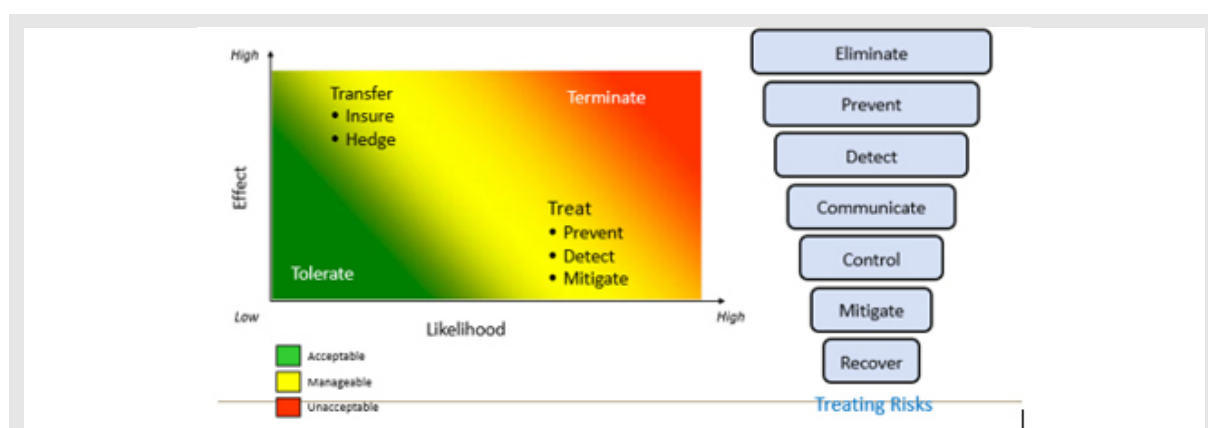 High
Transfer
• Insure
• Hedge
Terminate
Effect
Treat
• Prevent
• Detect
• Mitigate
Tolerate
Low
Likelihood
High
Acceptable
Manageable
Unacceptable
Eliminate
Prevent
Detect
Communicate
Control
Mitigate
Recover
Treating Risks